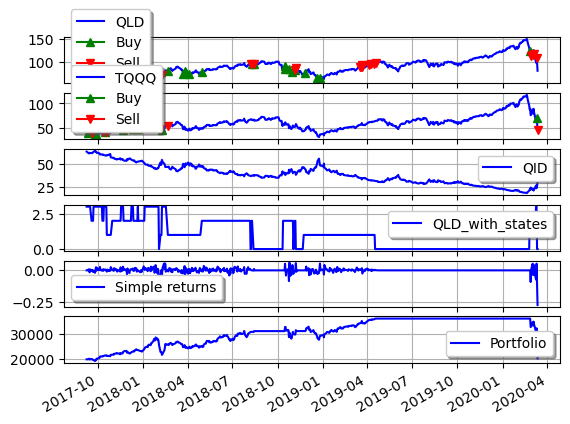 QLD
Buy
Sell
150
100
TQQQ
Buy
Sell
100
50
QID
50
25
QLD_with_states
2.5
0.0
Simple returns
0.00
−0.25
Portfolio
30000
20000
2017-10
2018-01
2018-04
2018-07
2018-10
2019-01
2019-04
2019-07
2019-10
2020-01
2020-04